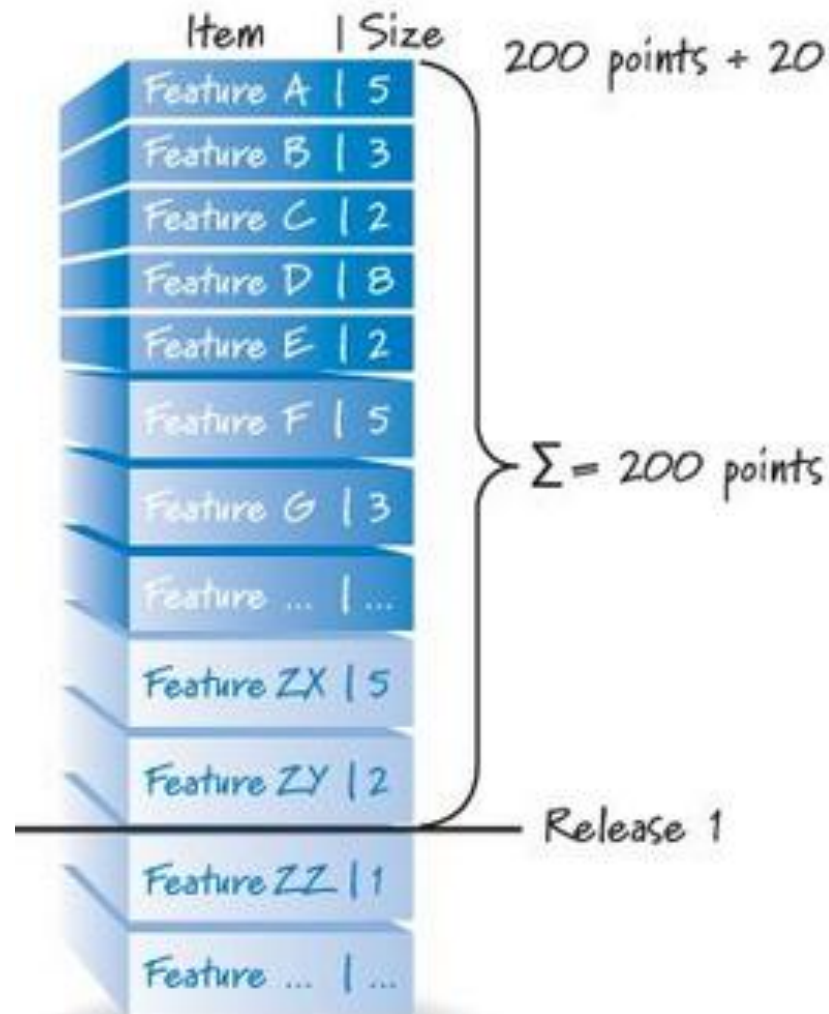 Item | Size
200 points ÷ 20
Feature A | 5
Feature B | 3
Feature C | 2
Feature D | 8
Feature E | 2
Feature F | 5
Σ = 200 points
Feature G | 3
Feature ... | ...
Feature ZX | 5
Feature ZY | 2
Release 1
Feature ZZ | 1
Feature ... | ...